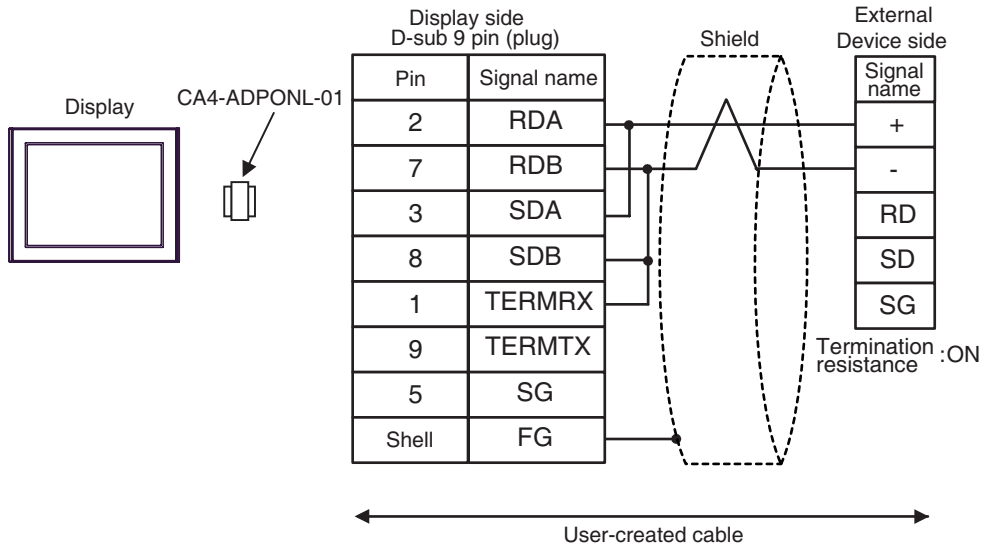 Display side
D-sub 9 pin (plug)
Shield
External
Device side
Display
CA4-ADPONL-01
Pin Signal name
Signal
name
2 RDA
+
7 RDB
-
3 SDA
RD
8 SDB
SD
1 TERMRX
SG
9 TERMTX
Termination
resistance :ON
5 SG
Shell FG
User-created cable